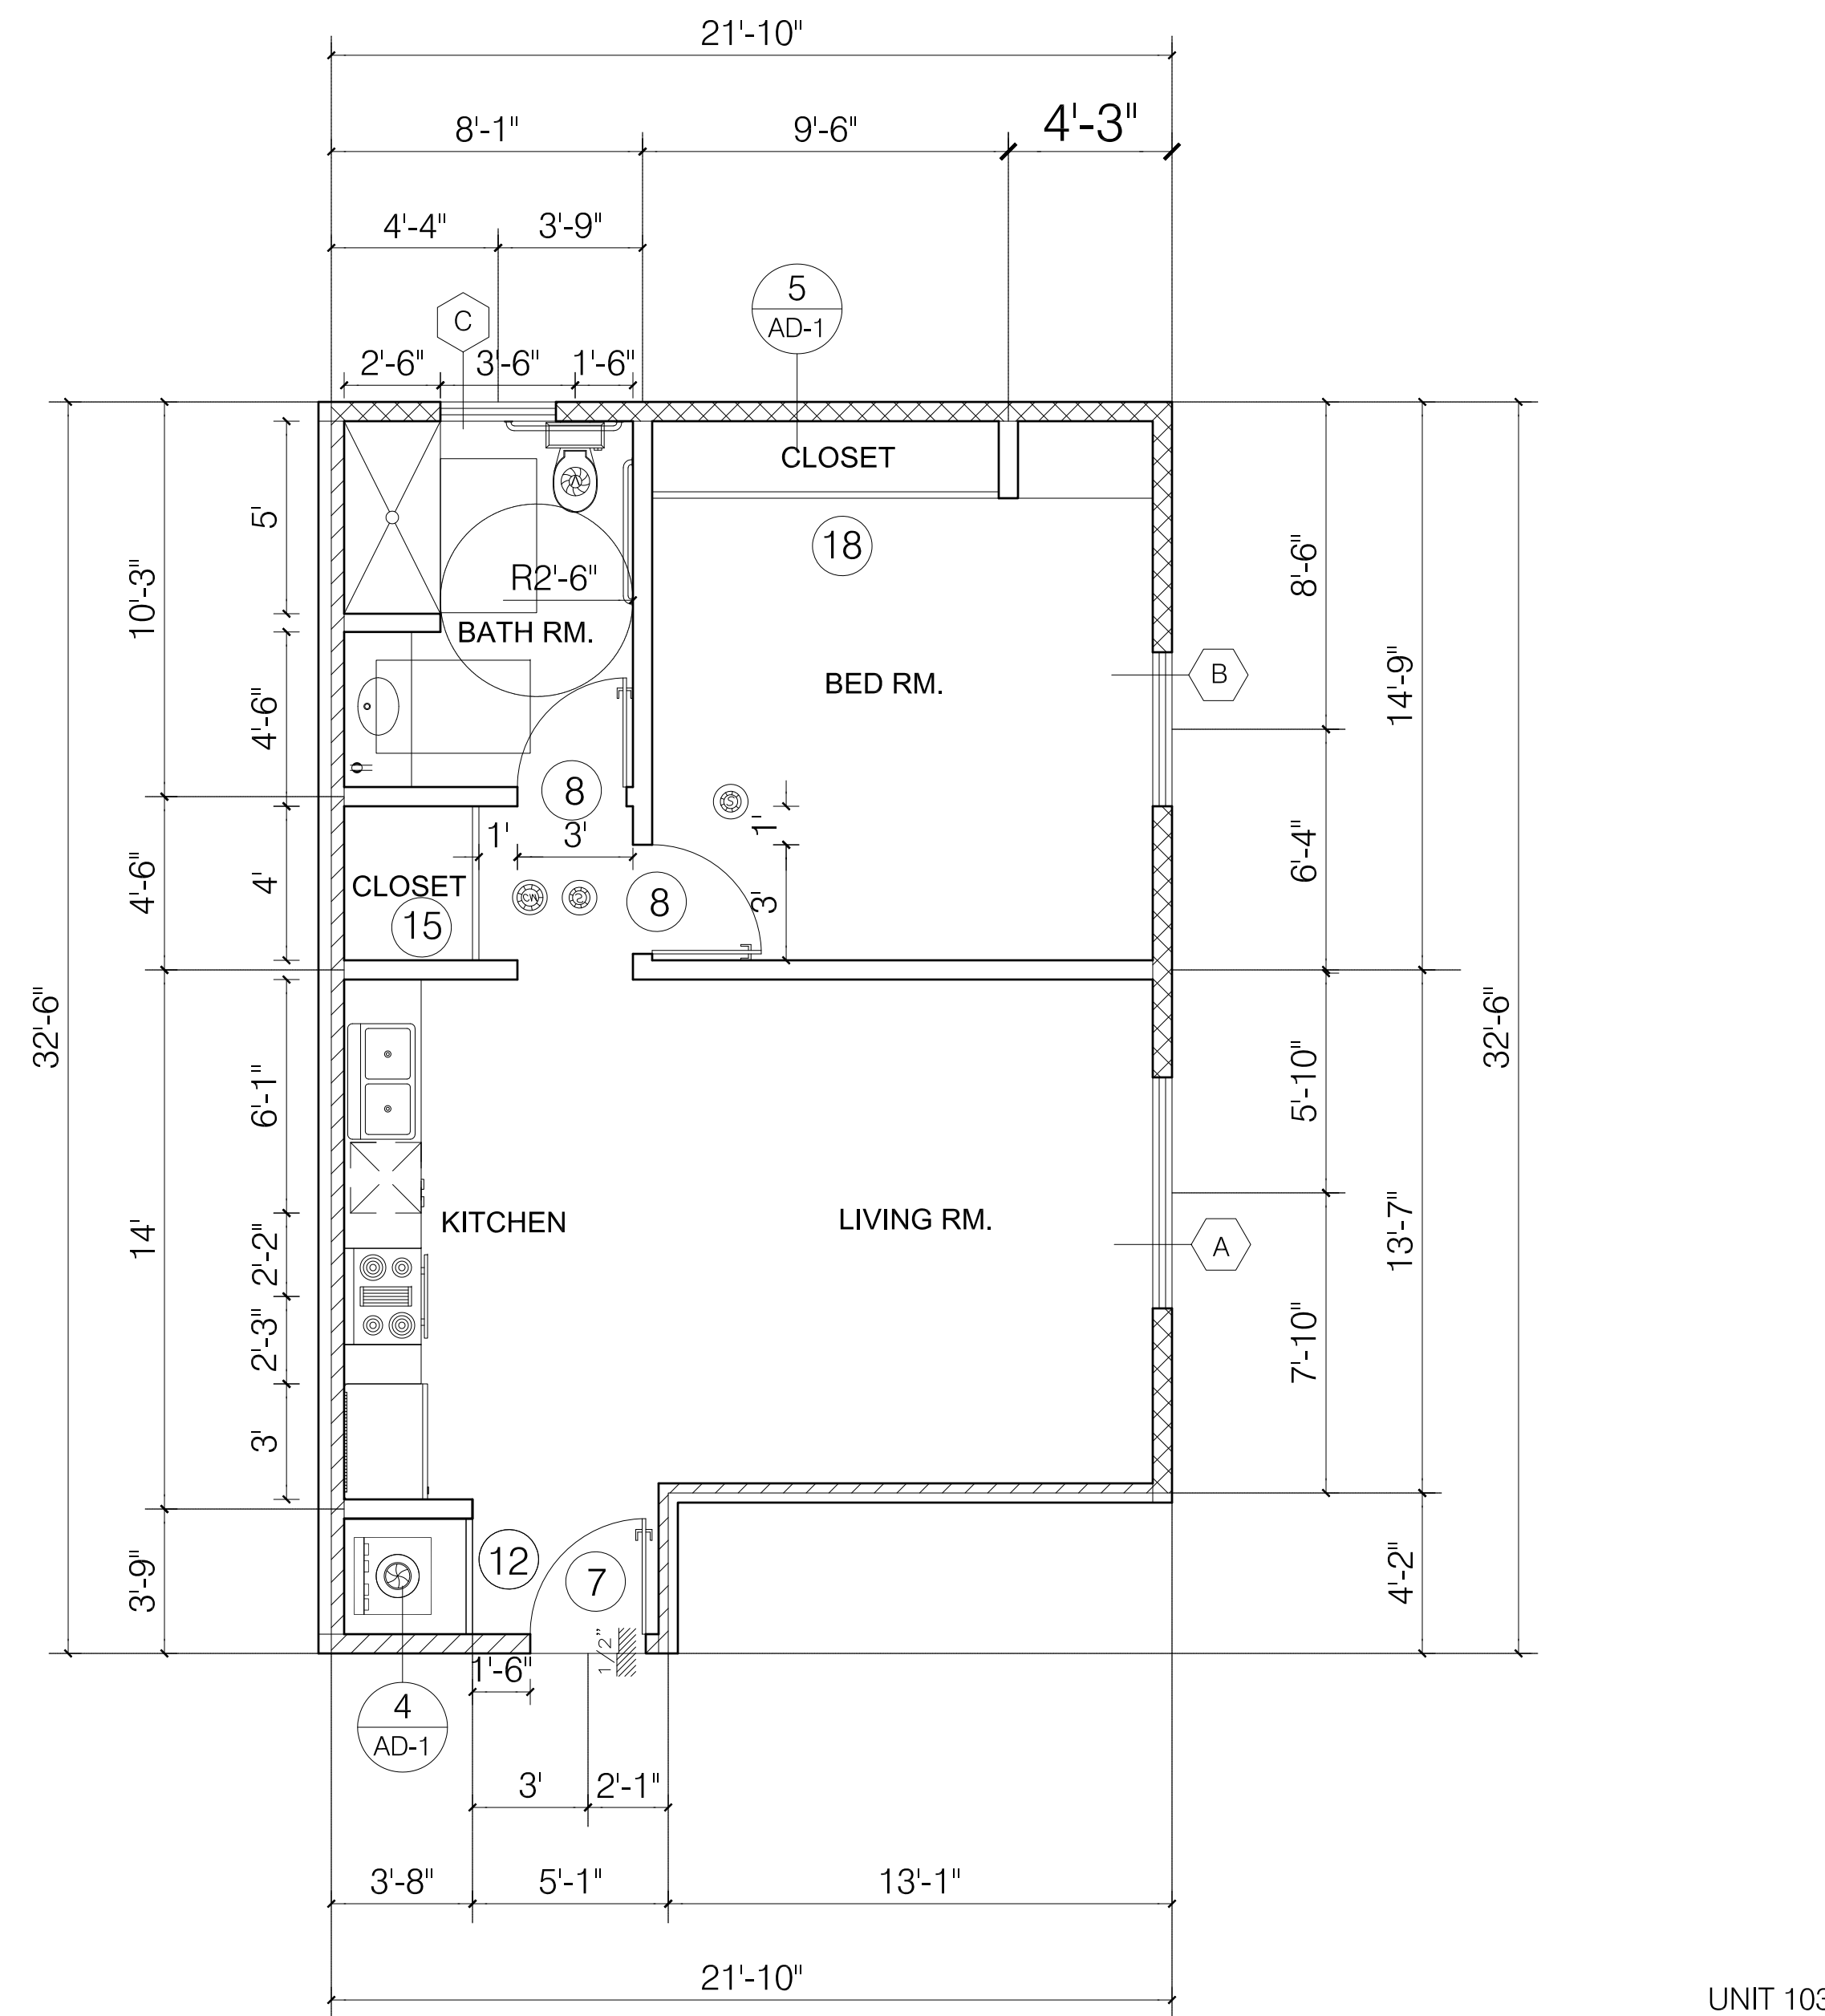 21'-10"
8'-1" 9'-6" 4'-3"
4'-4" 3'-9"
5
AD-1
C
2'-6" 3'-6" 1'-6"
CLOSET
5'
18
8'-6"
10'-3"
R2'-6"
BATH RM.
BED RM.
B
14'-9"
4'-6"
8
S
1' 3'
1'
6'-4"
4'-6"
4'
CLOSET
15
CW
S
8
3'
32'-6"
32'-6"
6'-1"
5'-10"
14'
KITCHEN
LIVING RM.
A
13'-7"
2'-2"
2'-3"
7'-10"
3'
3'-9"
12
7
4'-2"
1/2"
1'-6"
4
AD-1
3' 2'-1"
3'-8" 5'-1" 13'-1"
21'-10"
UNIT 103